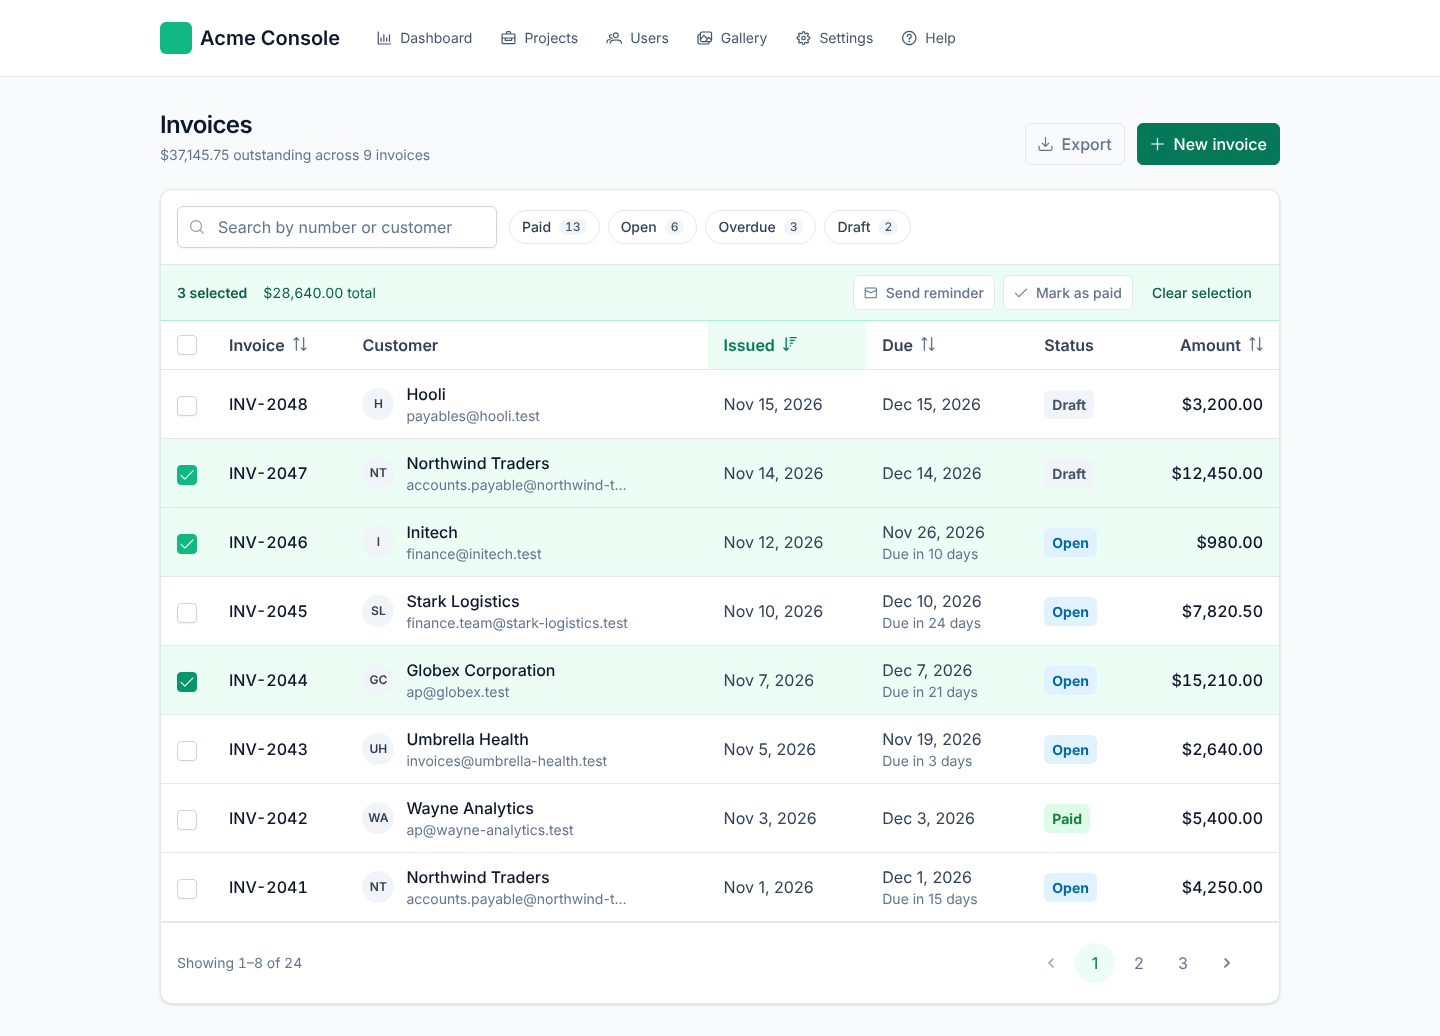 Acme Console Dashboard Projects Users Gallery Settings Help
Invoices
$37,145.75 outstanding across 9 invoices
Export New invoice
Search by number or customer Paid 13 Open 6 Overdue 3 Draft 2
3 selected $28,640.00 total Send reminder Mark as paid Clear selection
Invoice Customer Issued Due Status Amount
INV-2048 H Hooli Nov 15, 2026 Dec 15, 2026 Draft $3,200.00
payables@hooli.test
INV-2047 NT Northwind Traders Nov 14, 2026 Dec 14, 2026 Draft $12,450.00
accounts.payable@northwind-t...
INV-2046 I Initech Nov 12, 2026 Nov 26, 2026 Open $980.00
finance@initech.test Due in 10 days
INV-2045 SL Stark Logistics Nov 10, 2026 Dec 10, 2026 Open $7,820.50
finance.team@stark-logistics.test Due in 24 days
INV-2044 GC Globex Corporation Nov 7, 2026 Dec 7, 2026 Open $15,210.00
ap@globex.test Due in 21 days
INV-2043 UH Umbrella Health Nov 5, 2026 Nov 19, 2026 Open $2,640.00
invoices@umbrella-health.test Due in 3 days
INV-2042 WA Wayne Analytics Nov 3, 2026 Dec 3, 2026 Paid $5,400.00
ap@wayne-analytics.test
INV-2041 NT Northwind Traders Nov 1, 2026 Dec 1, 2026 Open $4,250.00
accounts.payable@northwind-t... Due in 15 days
Showing 1–8 of 24 1 2 3